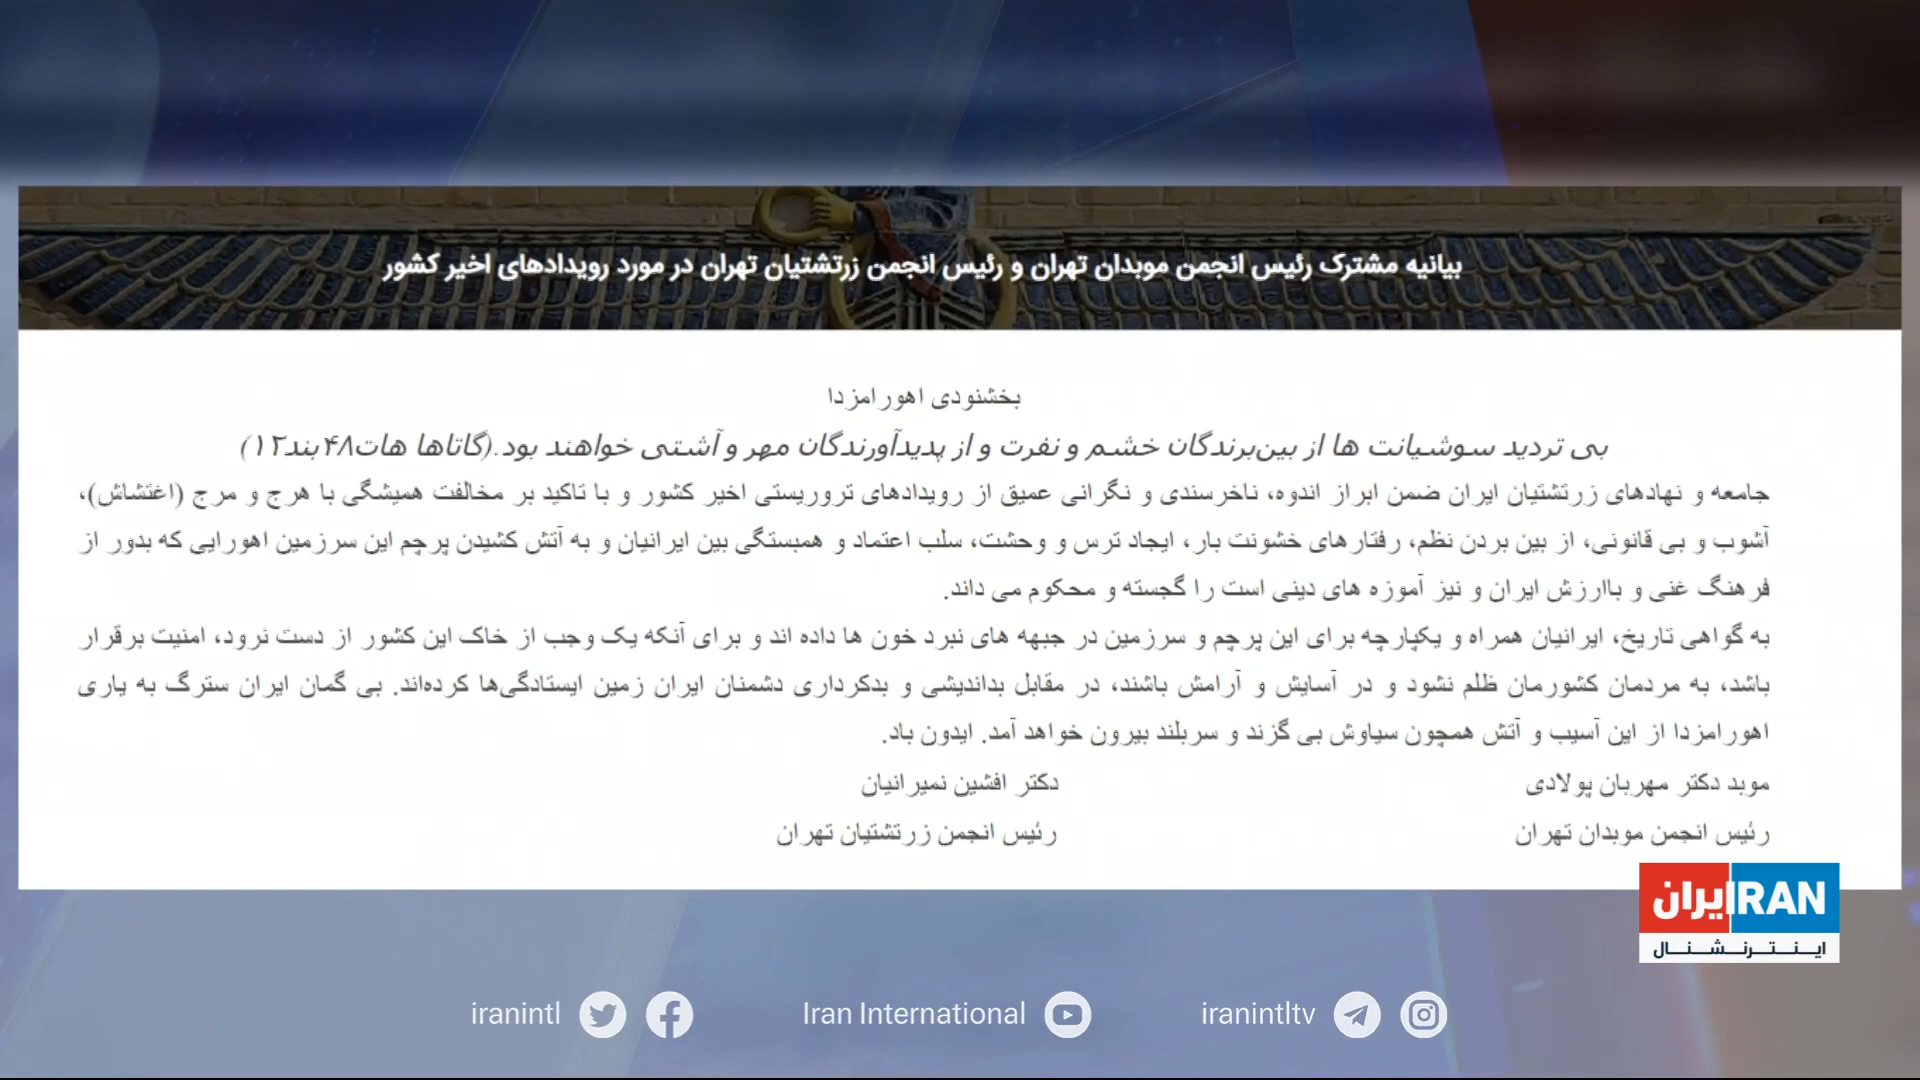 بیانیه مشترک رئیس انجمن موبدان تهران و رئیس انجمن زرتشتیان تهران در مورد رویدادهای اخیر کشور
بخشنودی اهورامزدا
بی تردید سوشیانت ها از بین‌برندگان خشم و نفرت و از پدیدآورندگان مهر و آشتی خواهند بود.(گاتاها هات۴۸بند۱۲)
جامعه و نهادهای زرتشتیان ایران ضمن ابراز اندوه، ناخرسندی و نگرانی عمیق از رویدادهای تروریستی اخیر کشور و با تاکید بر مخالفت همیشگی با هرج و مرج (اغتشاش)،
آشوب و بی قانونی، از بین بردن نظم، رفتارهای خشونت بار، ایجاد ترس و وحشت، سلب اعتماد و همبستگی بین ایرانیان و به آتش کشیدن پرچم این سرزمین اهورایی که بدور از
فرهنگ غنی و باارزش ایران و نیز آموزه های دینی است را گجسته و محکوم می داند.
به گواهی تاریخ، ایرانیان همراه و یکپارچه برای این پرچم و سرزمین در جبهه های نبرد خون ها داده اند و برای آنکه یک وجب از خاک این کشور از دست نرود، امنیت برقرار
باشد، به مردمان کشورمان ظلم نشود و در آسایش و آرامش باشند، در مقابل بداندیشی و بدکرداری دشمنان ایران زمین ایستادگی‌ها کرده‌اند. بی گمان ایران سترگ به یاری
اهورامزدا از این آسیب و آتش همچون سیاوش بی گزند و سربلند بیرون خواهد آمد. ایدون باد.
موبد دکتر مهربان پولادی دکتر افشین نمیرانیان
رئیس انجمن موبدان تهران رئیس انجمن زرتشتیان تهران
ایران IRAN
اینترنشنال
iranintl Iran International iranintltv